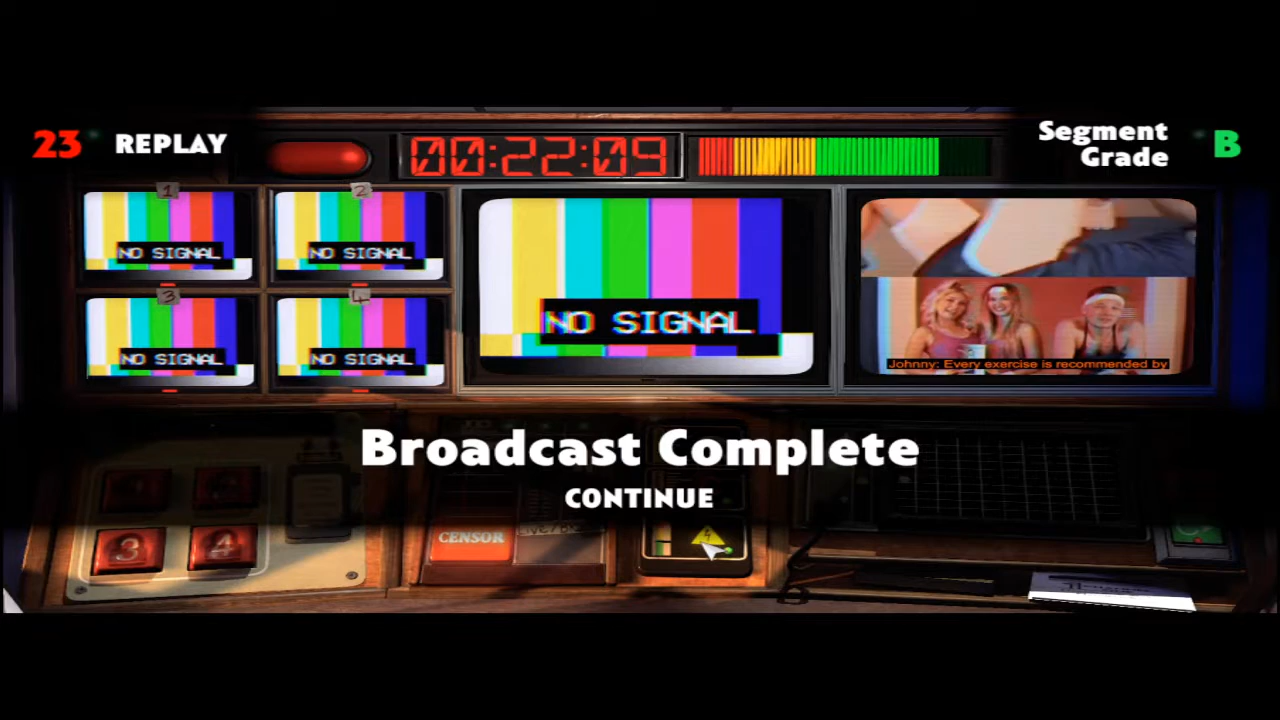 23 REPLAY
00:22:09
Segment
Grade
B
1
2
NO SIGNAL
NO SIGNAL
3
4
NO SIGNAL
NO SIGNAL
NO SIGNAL
Johnny: Every exercise is recommended by
Broadcast Complete
CONTINUE
3
4
CENSOR